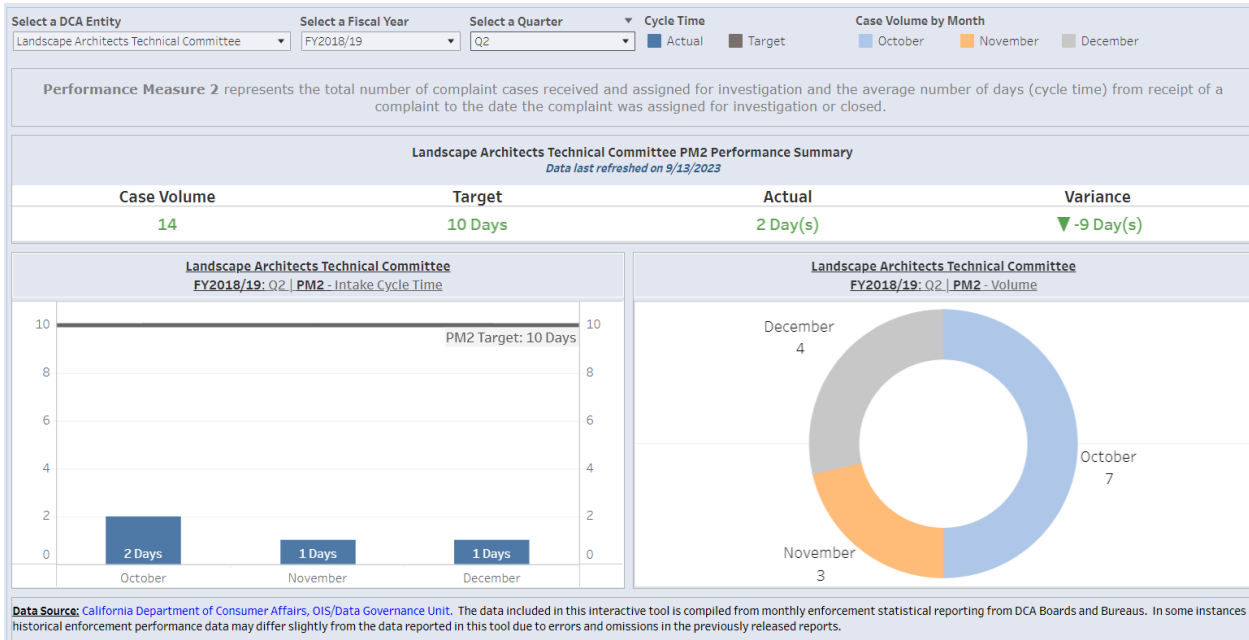 Select a DCA Entity
Select a Fiscal Year
Select a Quarter
Cycle Time
Case Volume by Month
Landscape Architects Technical Committee
FY2018/19
Q2
Actual
Target
October
November
December
Performance Measure 2 represents the total number of complaint cases received and assigned for investigation and the average number of days (cycle time) from receipt of a
complaint to the date the complaint was assigned for investigation or closed.
Landscape Architects Technical Committee PM2 Performance Summary
Data last refreshed on 9/13/2023
Case Volume
Target
Actual
Variance
14
10 Days
2 Day(s)
▼ -9 Day(s)
Landscape Architects Technical Committee
FY2018/19: Q2 | PM2 - Intake Cycle Time
10
8
6
4
2
0
PM2 Target: 10 Days
10
8
6
4
2
0
2 Days
1 Days
1 Days
October
November
December
Landscape Architects Technical Committee
FY2018/19: Q2 | PM2 - Volume
December
4
October
7
November
3
Data Source: California Department of Consumer Affairs, OIS/Data Governance Unit. The data included in this interactive tool is compiled from monthly enforcement statistical reporting from DCA Boards and Bureaus. In some instances
historical enforcement performance data may differ slightly from the data reported in this tool due to errors and omissions in the previously released reports.